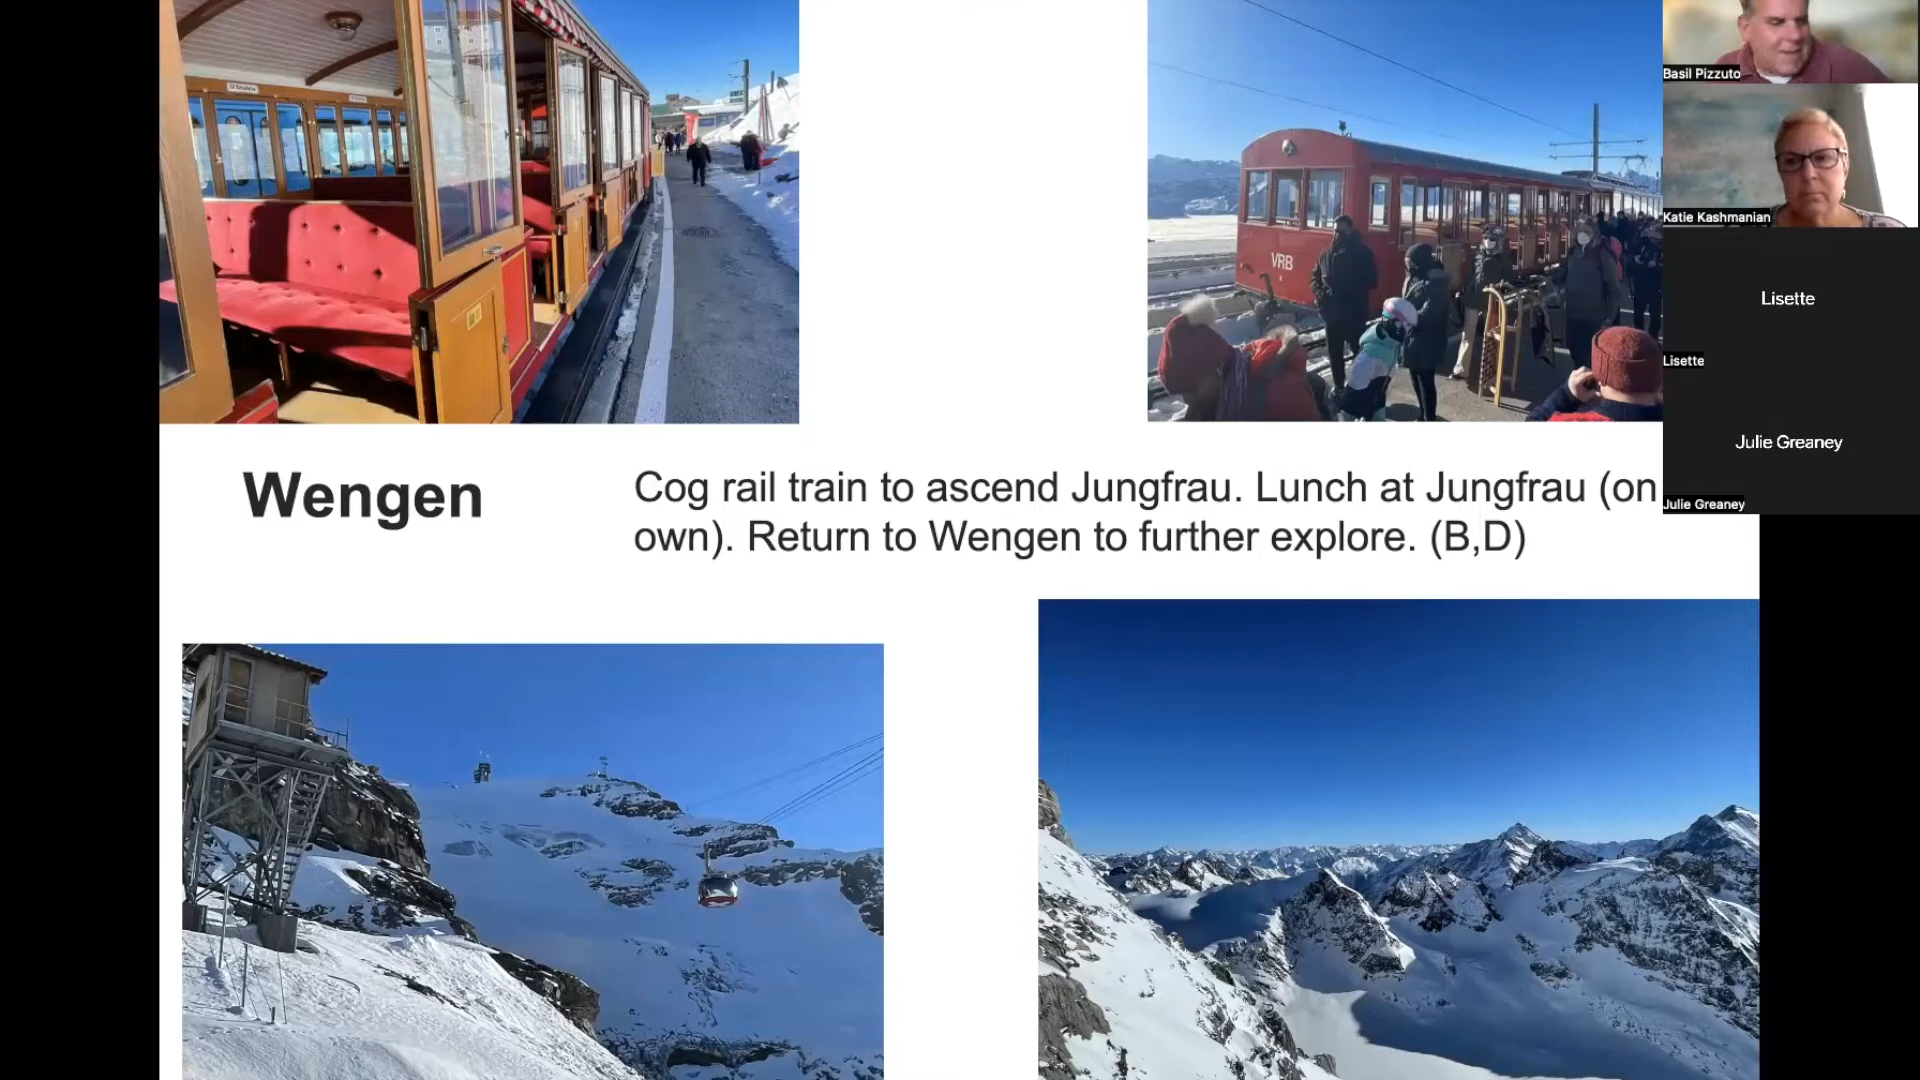 VRB
Basil Pizzuto
Katie Kashmanian
Lisette
Lisette
Julie Greaney
Julie Greaney
Wengen
Cog rail train to ascend Jungfrau. Lunch at Jungfrau (on
own). Return to Wengen to further explore. (B,D)